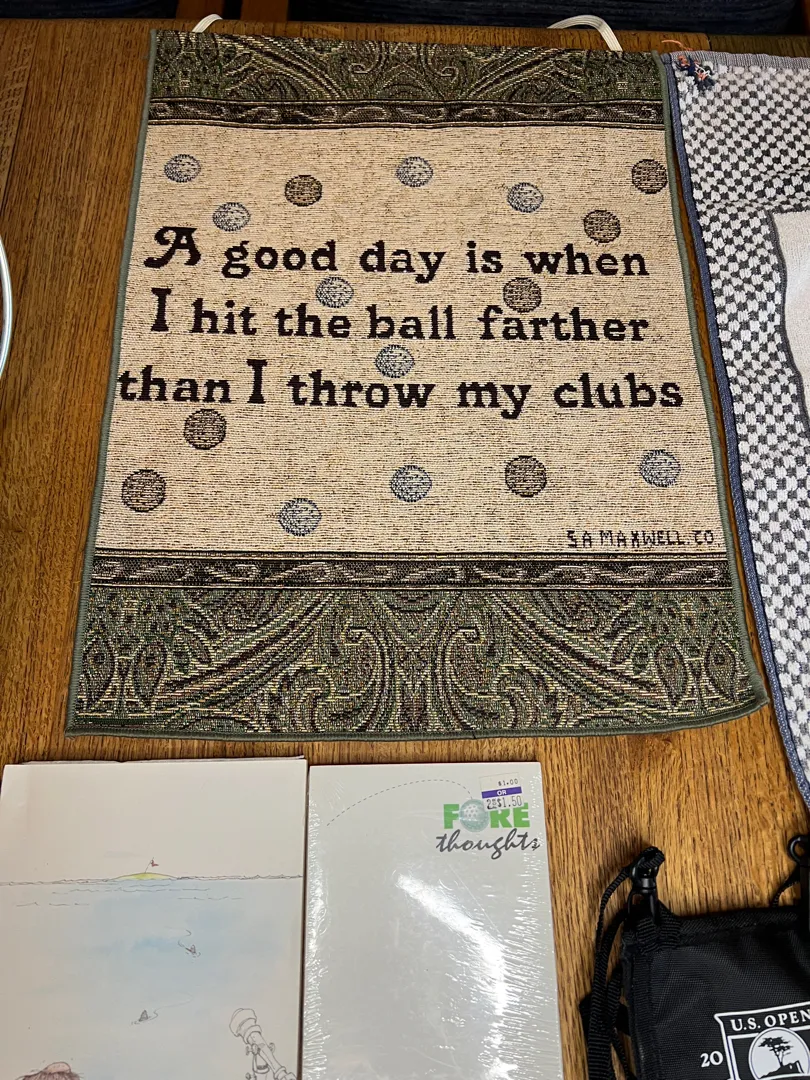 A good day is when
I hit the ball farther
than I throw my clubs
SA MAXWELL CO
$1.00
OR
2/$1.50
FORE
thoughts
U.S. OPEN
20